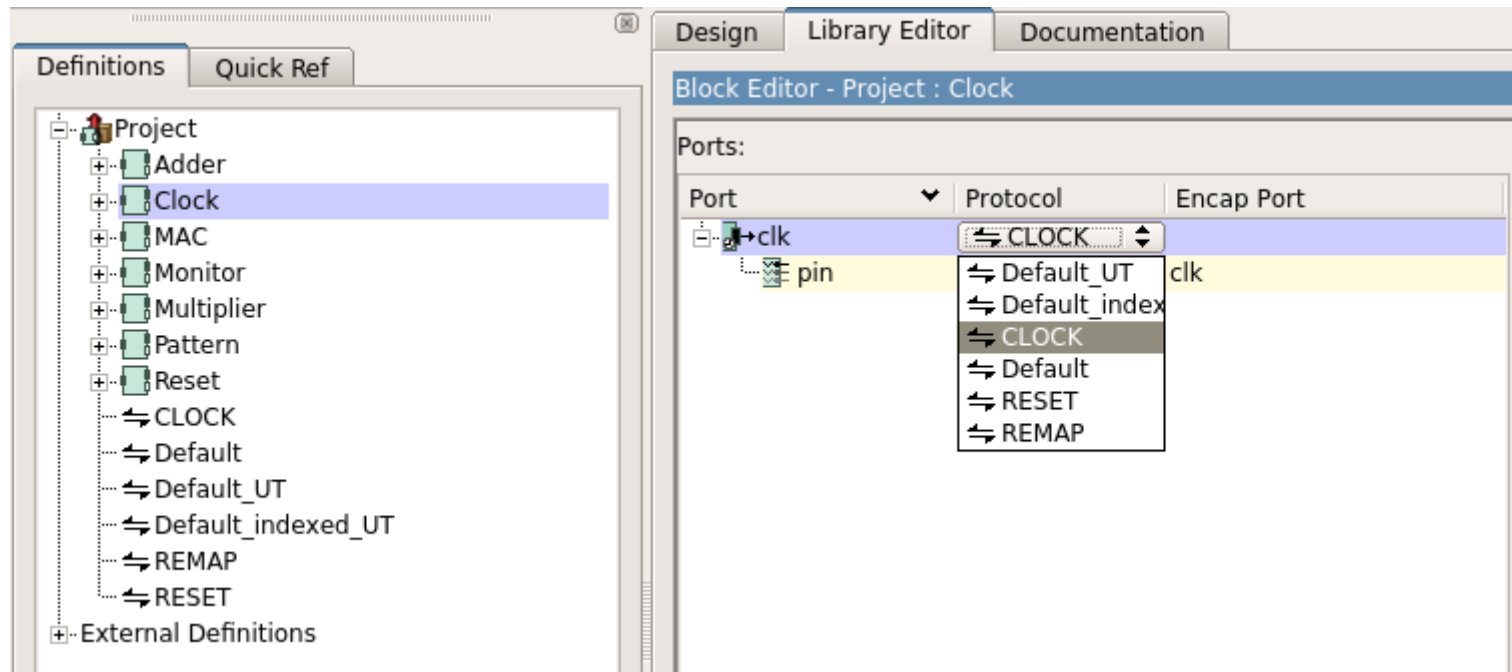 Definitions
Quick Ref
Project
Adder
Clock
MAC
Monitor
Multiplier
Pattern
Reset
CLOCK
Default
Default_UT
Default_indexed_UT
REMAP
RESET
External Definitions
Design
Library Editor
Documentation
Block Editor - Project : Clock
Ports:
Port Protocol Encap Port
clk CLOCK
pin clk
Default_UT
Default_index
CLOCK
Default
RESET
REMAP